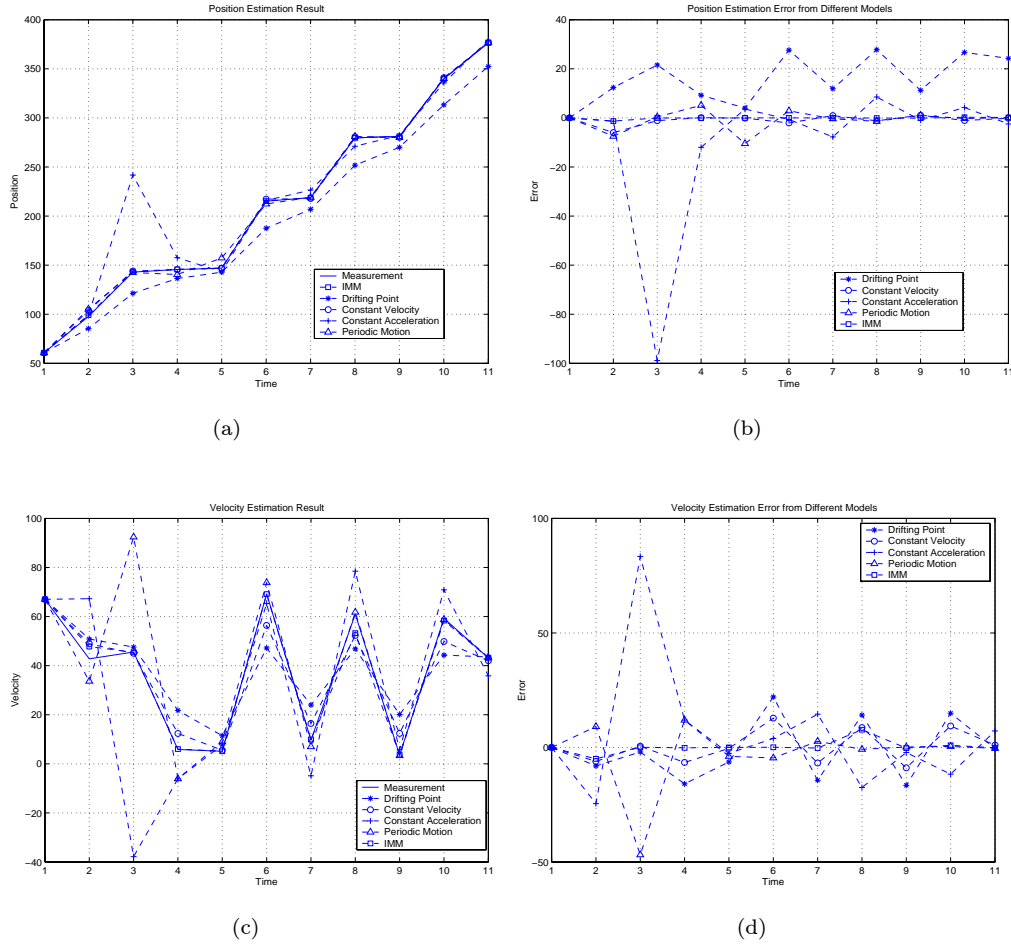 Position Estimation Result
400
350
300
250
200
150
100
50
Position
Measurement
IMM
Drifting Point
Constant Velocity
Constant Acceleration
Periodic Motion
1 2 3 4 5 6 7 8 9 10 11
Time
(a)
Position Estimation Error from Different Models
40
20
0
−20
−40
−60
−80
−100
Error
Drifting Point
Constant Velocity
Constant Acceleration
Periodic Motion
IMM
1 2 3 4 5 6 7 8 9 10 11
Time
(b)
Velocity Estimation Result
100
80
60
40
20
0
−20
−40
Velocity
Measurement
Drifting Point
Constant Velocity
Constant Acceleration
Periodic Motion
IMM
1 2 3 4 5 6 7 8 9 10 11
Time
(c)
Velocity Estimation Error from Different Models
100
50
0
−50
Error
Drifting Point
Constant Velocity
Constant Acceleration
Periodic Motion
IMM
1 2 3 4 5 6 7 8 9 10 11
Time
(d)